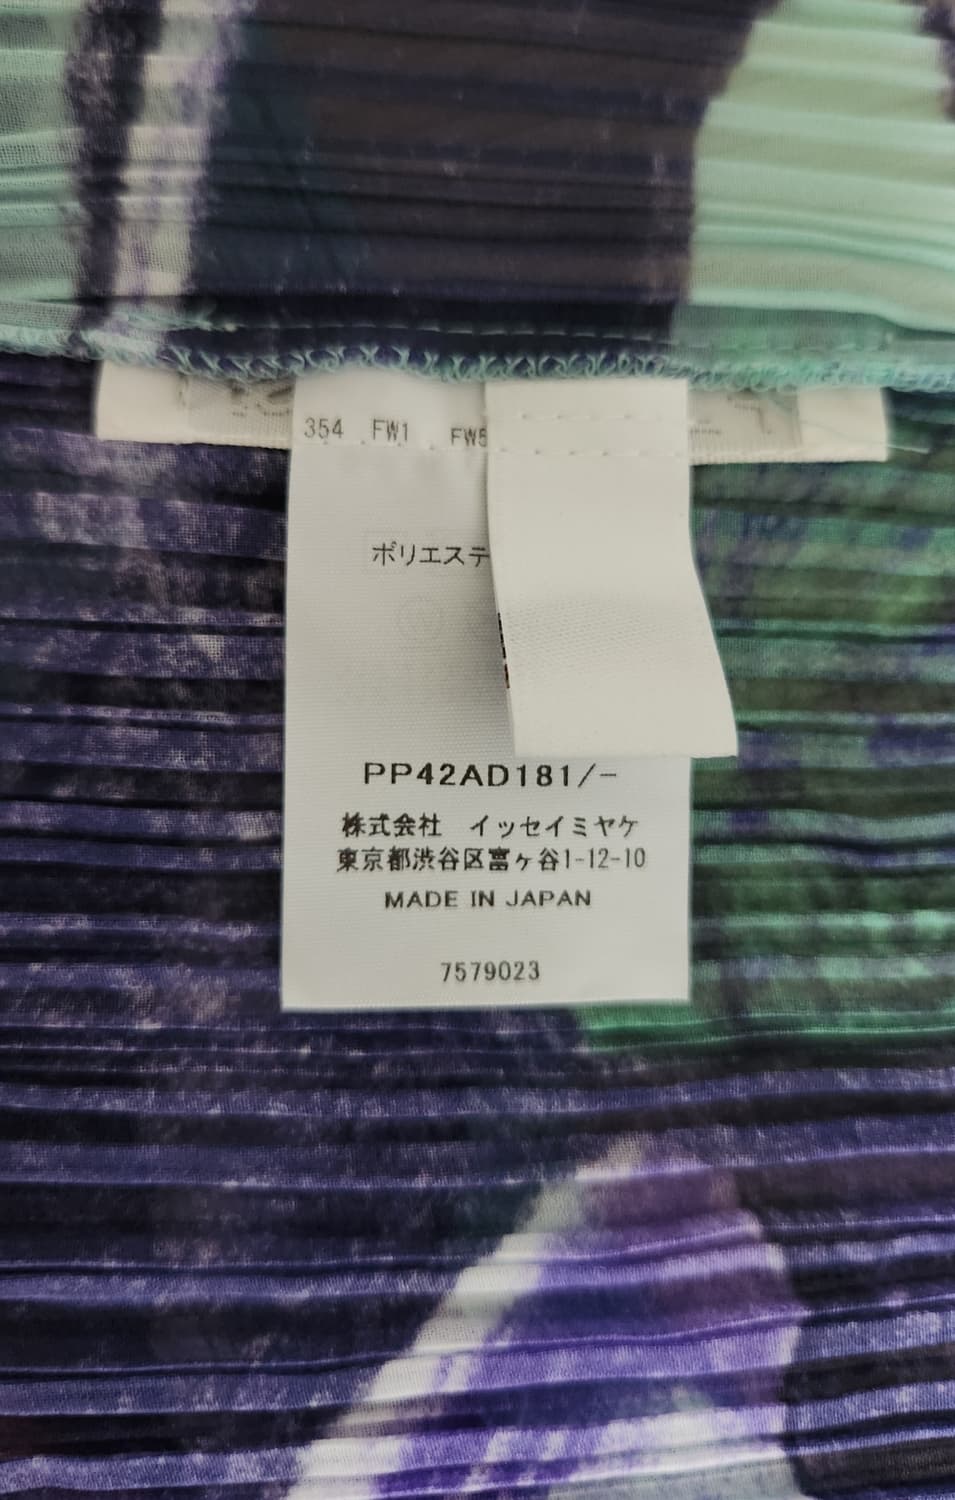 354 FW1 FW5
ポリエステ
PP42AD181/-
株式会社 イッセイミヤケ
東京都渋谷区富ヶ谷1-12-10
MADE IN JAPAN
7579023